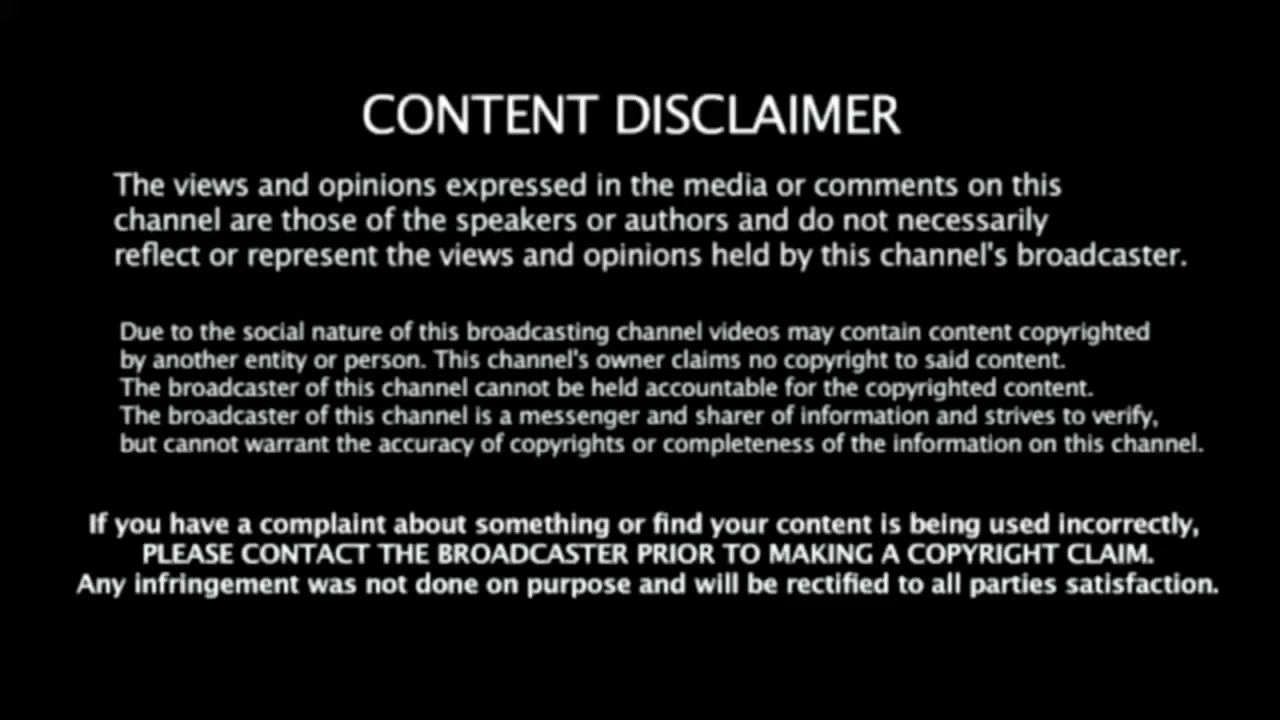 CONTENT DISCLAIMER
The views and opinions expressed in the media or comments on this
channel are those of the speakers or authors and do not necessarily
reflect or represent the views and opinions held by this channel's broadcaster.
Due to the social nature of this broadcasting channel videos may contain content copyrighted
by another entity or person. This channel's owner claims no copyright to said content.
The broadcaster of this channel cannot be held accountable for the copyrighted content.
The broadcaster of this channel is a messenger and sharer of information and strives to verify,
but cannot warrant the accuracy of copyrights or completeness of the information on this channel.
If you have a complaint about something or find your content is being used incorrectly,
PLEASE CONTACT THE BROADCASTER PRIOR TO MAKING A COPYRIGHT CLAIM.
Any infringement was not done on purpose and will be rectified to all parties satisfaction.